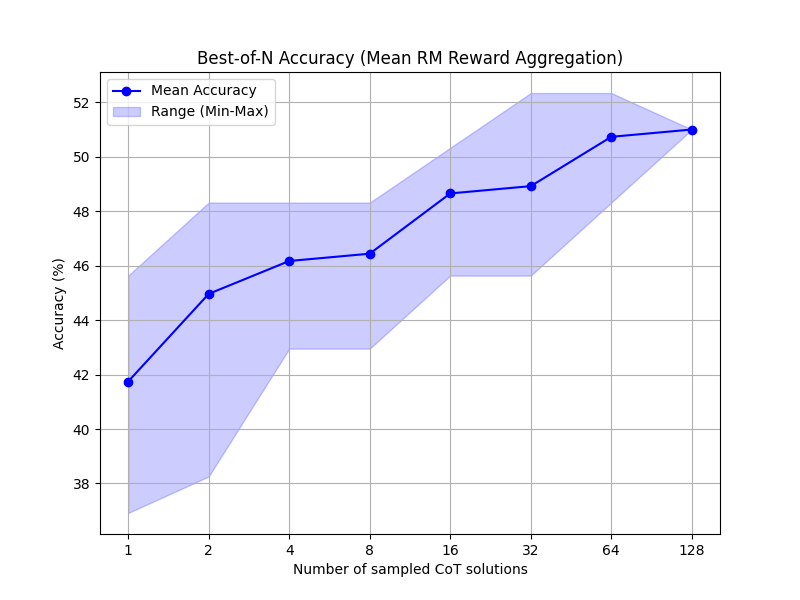 Best-of-N Accuracy (Mean RM Reward Aggregation)
Mean Accuracy
Range (Min-Max)
52
50
48
46
44
42
40
38
Accuracy (%)
1 2 4 8 16 32 64 128
Number of sampled CoT solutions